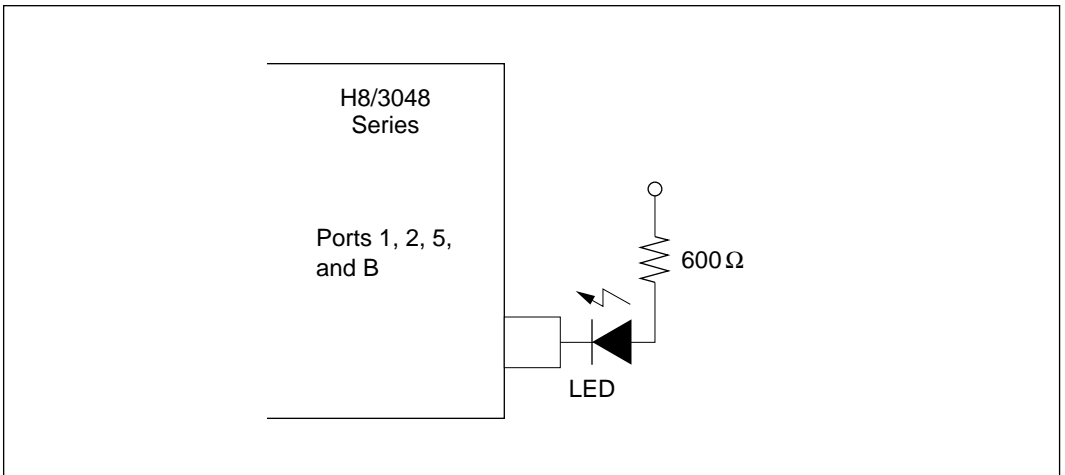 H8/3048
Series
Ports 1, 2, 5,
and B
600 Ω
LED